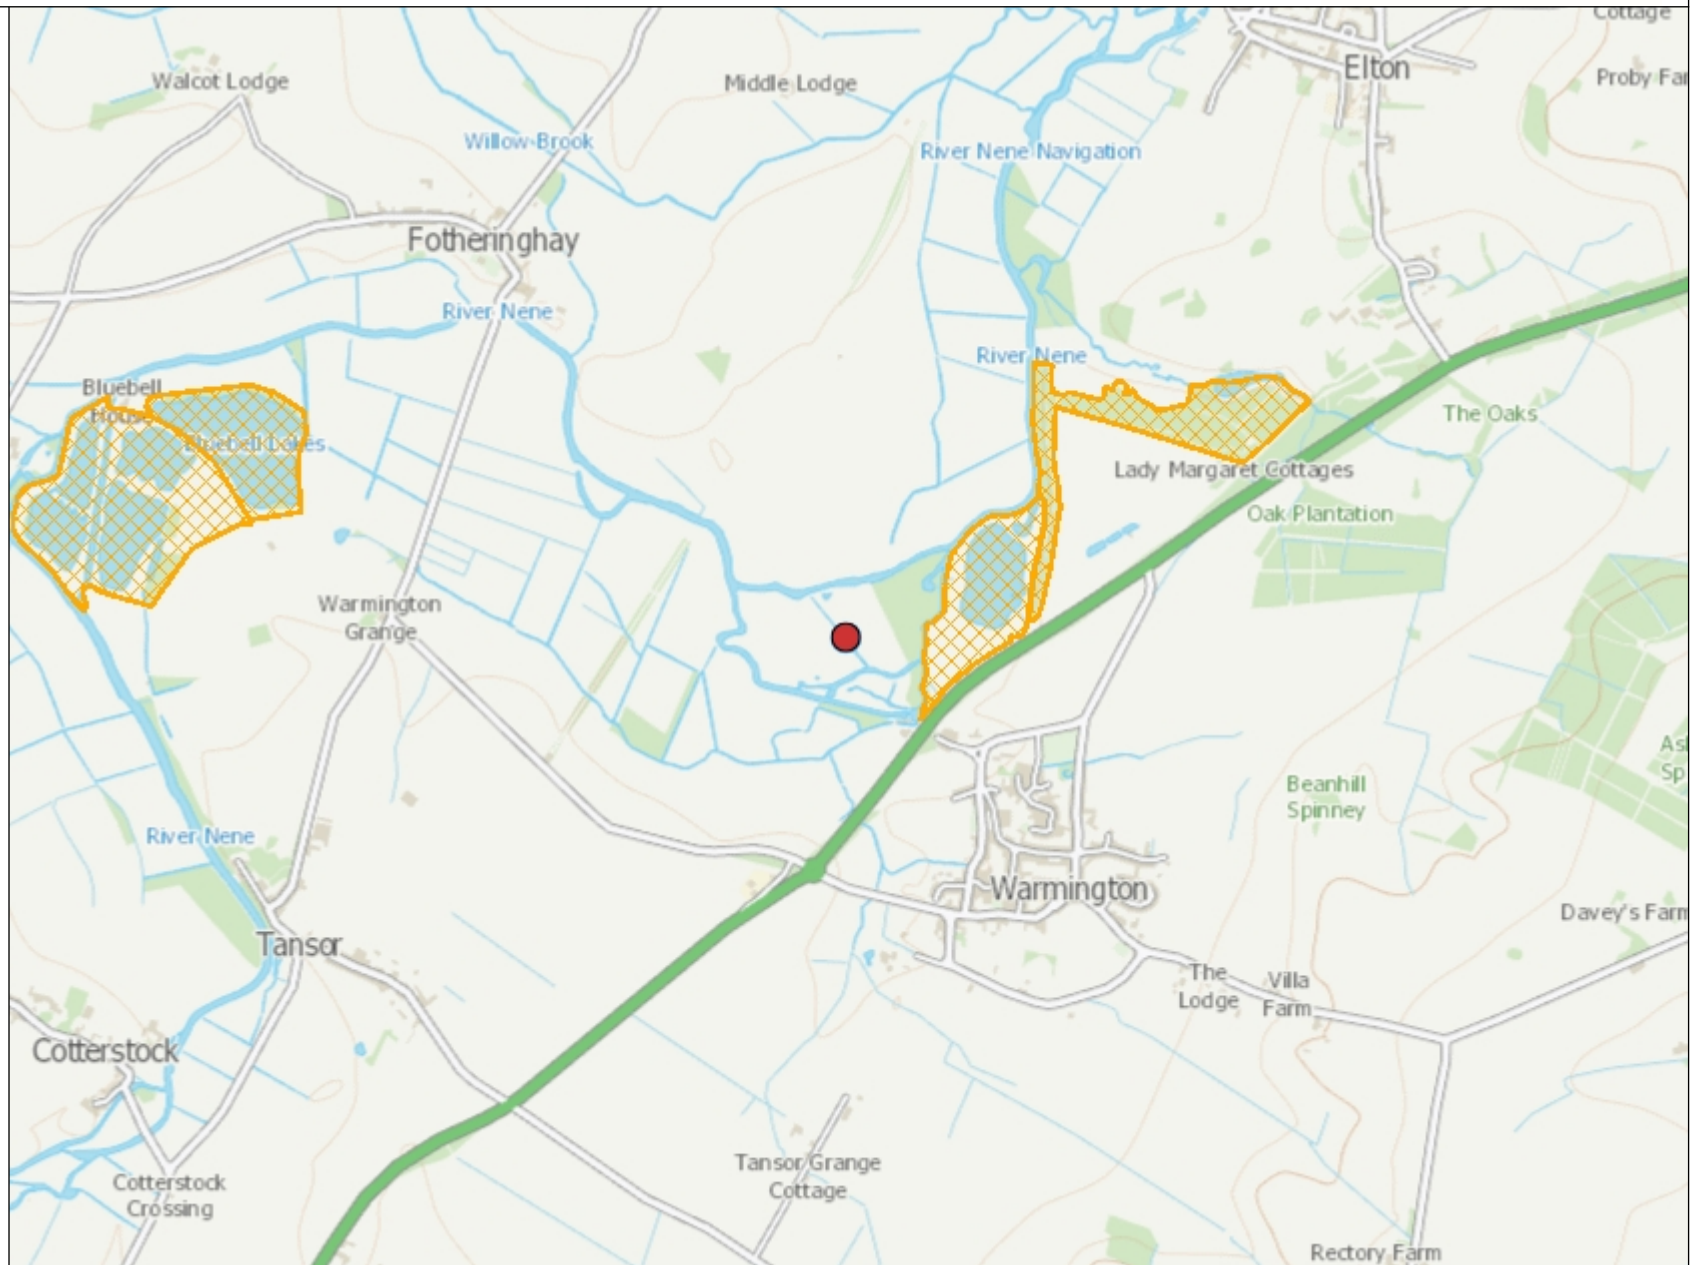 Cottage
Elton
Proby Far
Walcot Lodge
Middle Lodge
Willow Brook
River Nene Navigation
Fotheringhay
River Nene
River Nene
Bluebell
House
Bluebell Lakes
The Oaks
Lady Margaret Cottages
Oak Plantation
Warmington
Grange
As
Sp
Beanhill
Spinney
River Nene
Warmington
Davey's Farm
Tansor
The
Lodge
Villa
Farm
Cotterstock
Tansor Grange
Cottage
Cotterstock
Crossing
Rectory Farm